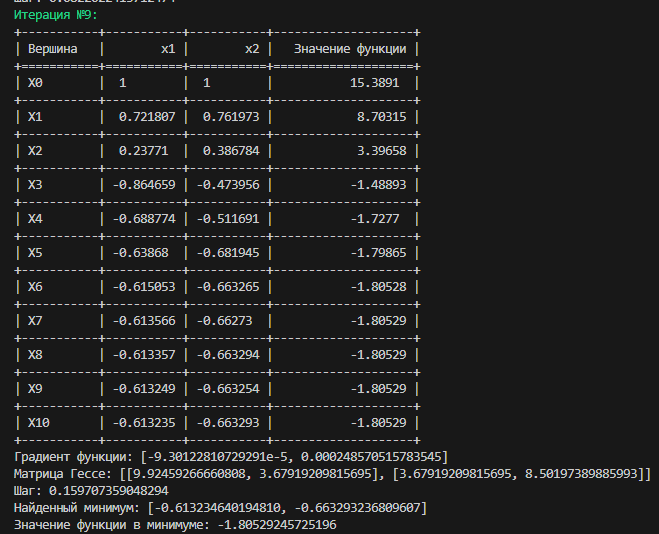 Итерация №9:
Вершина | x1 | x2 | Значение функции
X0 | 1 | 1 | 15.3891
X1 | 0.721807 | 0.761973 | 8.70315
X2 | 0.23771 | 0.386784 | 3.39658
X3 | -0.864659 | -0.473956 | -1.48893
X4 | -0.688774 | -0.511691 | -1.7277
X5 | -0.63868 | -0.681945 | -1.79865
X6 | -0.615053 | -0.663265 | -1.80528
X7 | -0.613566 | -0.66273 | -1.80529
X8 | -0.613357 | -0.663294 | -1.80529
X9 | -0.613249 | -0.663254 | -1.80529
X10 | -0.613235 | -0.663293 | -1.80529
Градиент функции: [-9.30122810729291e-5, 0.000248570515783545]
Матрица Гессе: [[9.92459266660808, 3.67919209815695], [3.67919209815695, 8.50197389885993]]
Шаг: 0.159707359048294
Найденный минимум: [-0.613234640194810, -0.663293236809607]
Значение функции в минимуме: -1.80529245725196